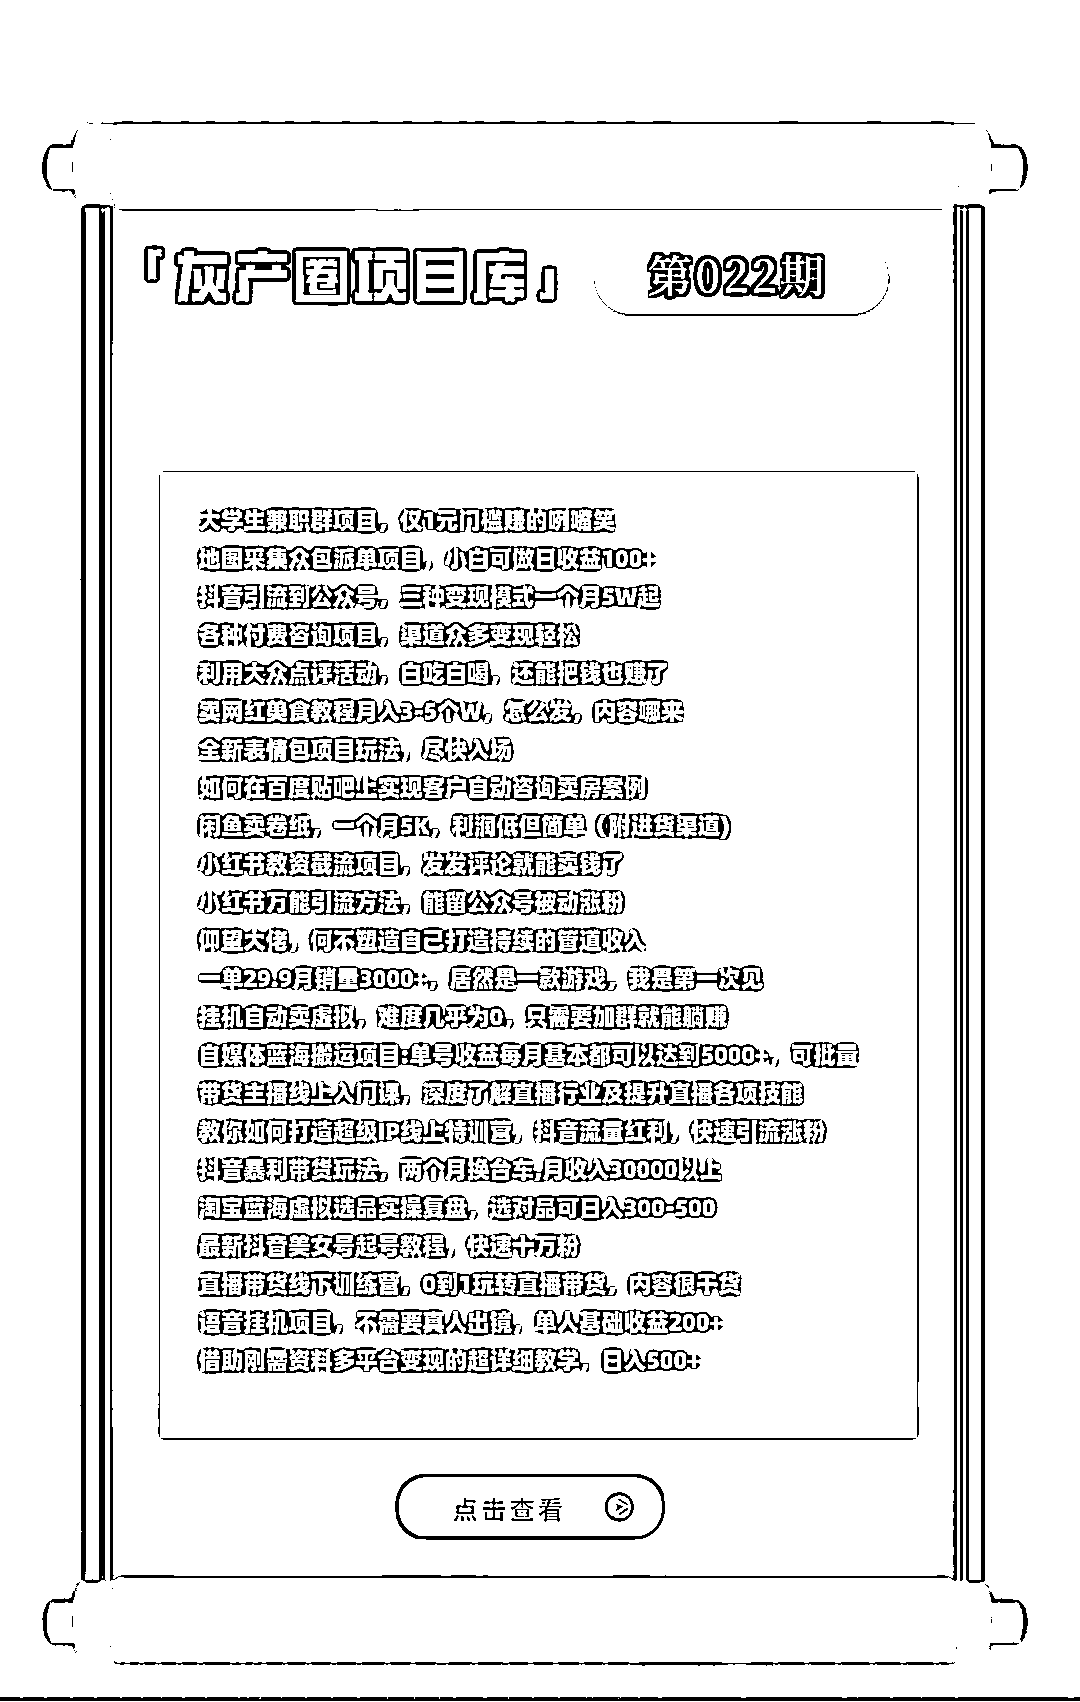 「灰产圈项目库」 第022期
大学生兼职群项目，仅1元门槛赚的咧嘴笑
地图采集众包派单项目，小白可做日收益100+
抖音引流到公众号，三种变现模式一个月5W起
各种付费咨询项目，渠道众多变现轻松
利用大众点评活动，白吃白喝，还能把钱也赚了
卖网红美食教程月入3-5个W，怎么发，内容哪来
全新表情包项目玩法，尽快入场
如何在百度贴吧上实现客户自动咨询卖房案例
闲鱼卖卷纸，一个月5K，利润低但简单（附进货渠道）
小红书教资截流项目，发发评论就能卖钱了
小红书万能引流方法，能留公众号被动涨粉
仰望大佬，何不塑造自己打造持续的管道收入
一单29.9月销量3000+，居然是一款游戏，我是第一次见
挂机自动卖虚拟，难度几乎为0，只需要加群就能躺赚
自媒体蓝海搬运项目:单号收益每月基本都可以达到5000+，可批量
带货主播线上入门课，深度了解直播行业及提升直播各项技能
教你如何打造超级IP线上特训营，抖音流量红利，快速引流涨粉
抖音暴利带货玩法，两个月换台车,月收入30000以上
淘宝蓝海虚拟选品实操复盘，选对品可日入300-500
最新抖音美女号起号教程，快速十万粉
直播带货线下训练营，0到1玩转直播带货，内容很干货
语音挂机项目，不需要真人出镜，单人基础收益200+
借助刚需资料多平台变现的超详细教学，日入500+
点击查看